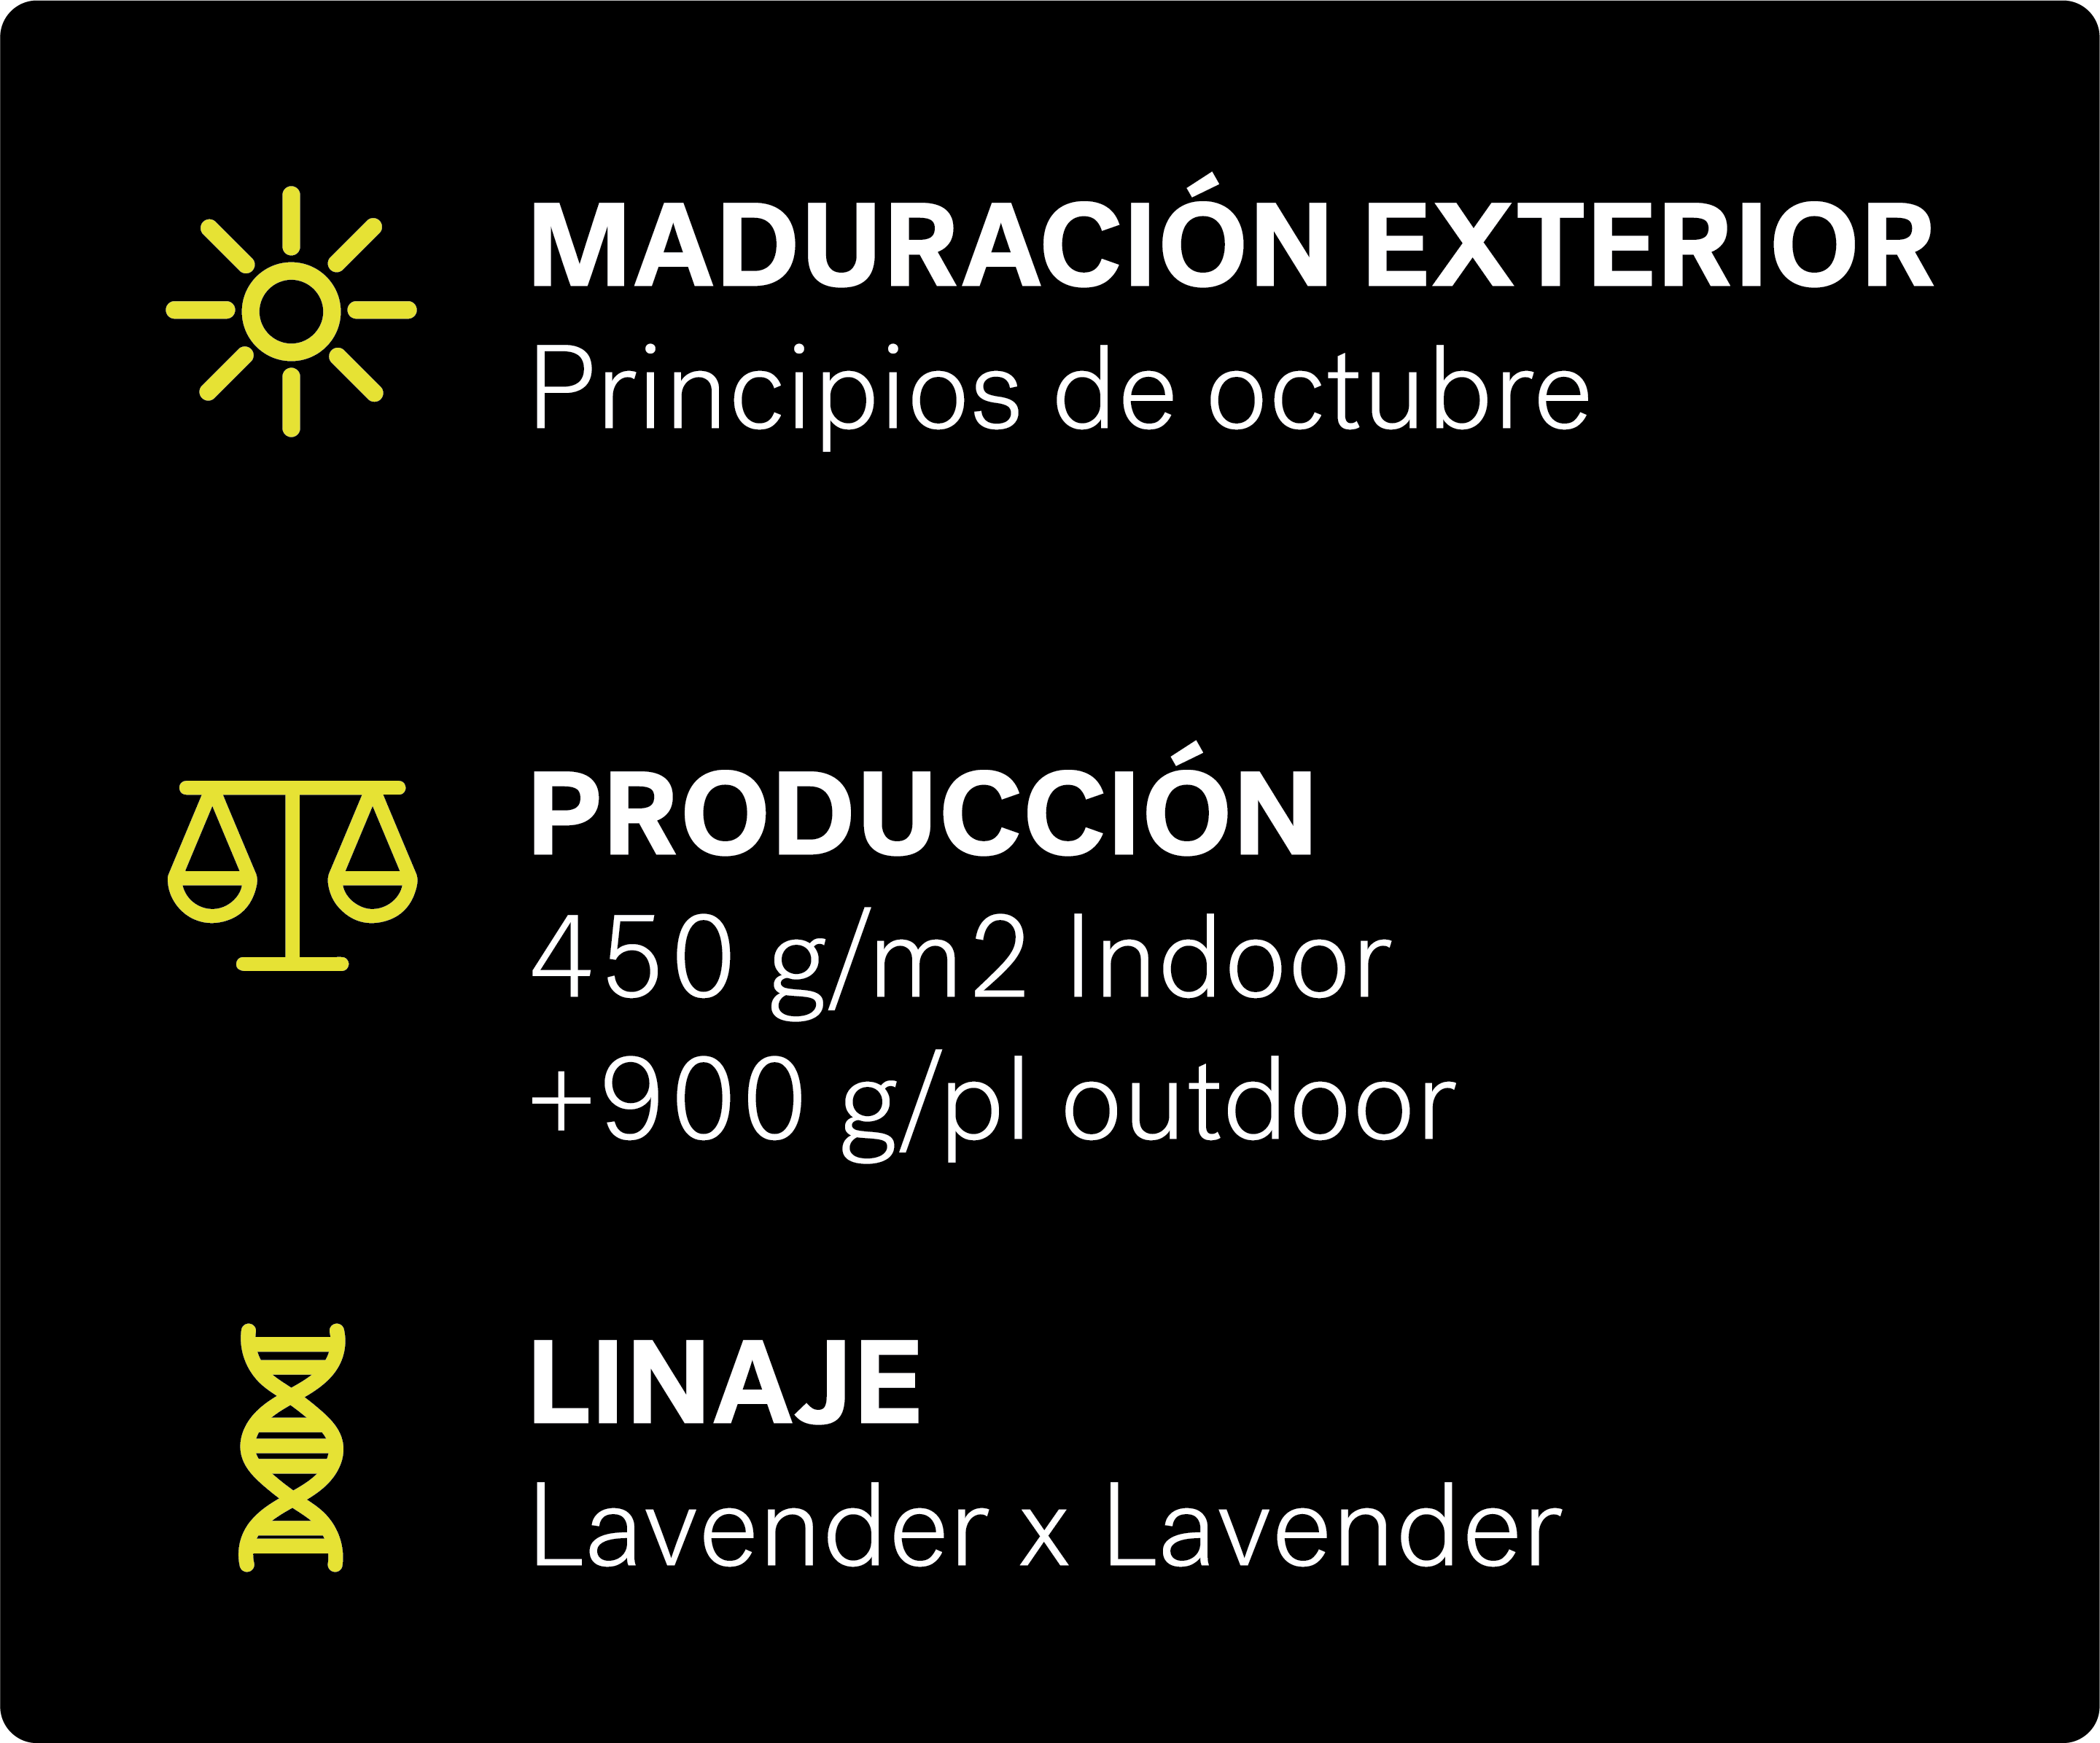 MADURACIÓN EXTERIOR
Principios de octubre
PRODUCCIÓN
450 g/m2 Indoor
+900 g/pl outdoor
LINAJE
Lavender x Lavender